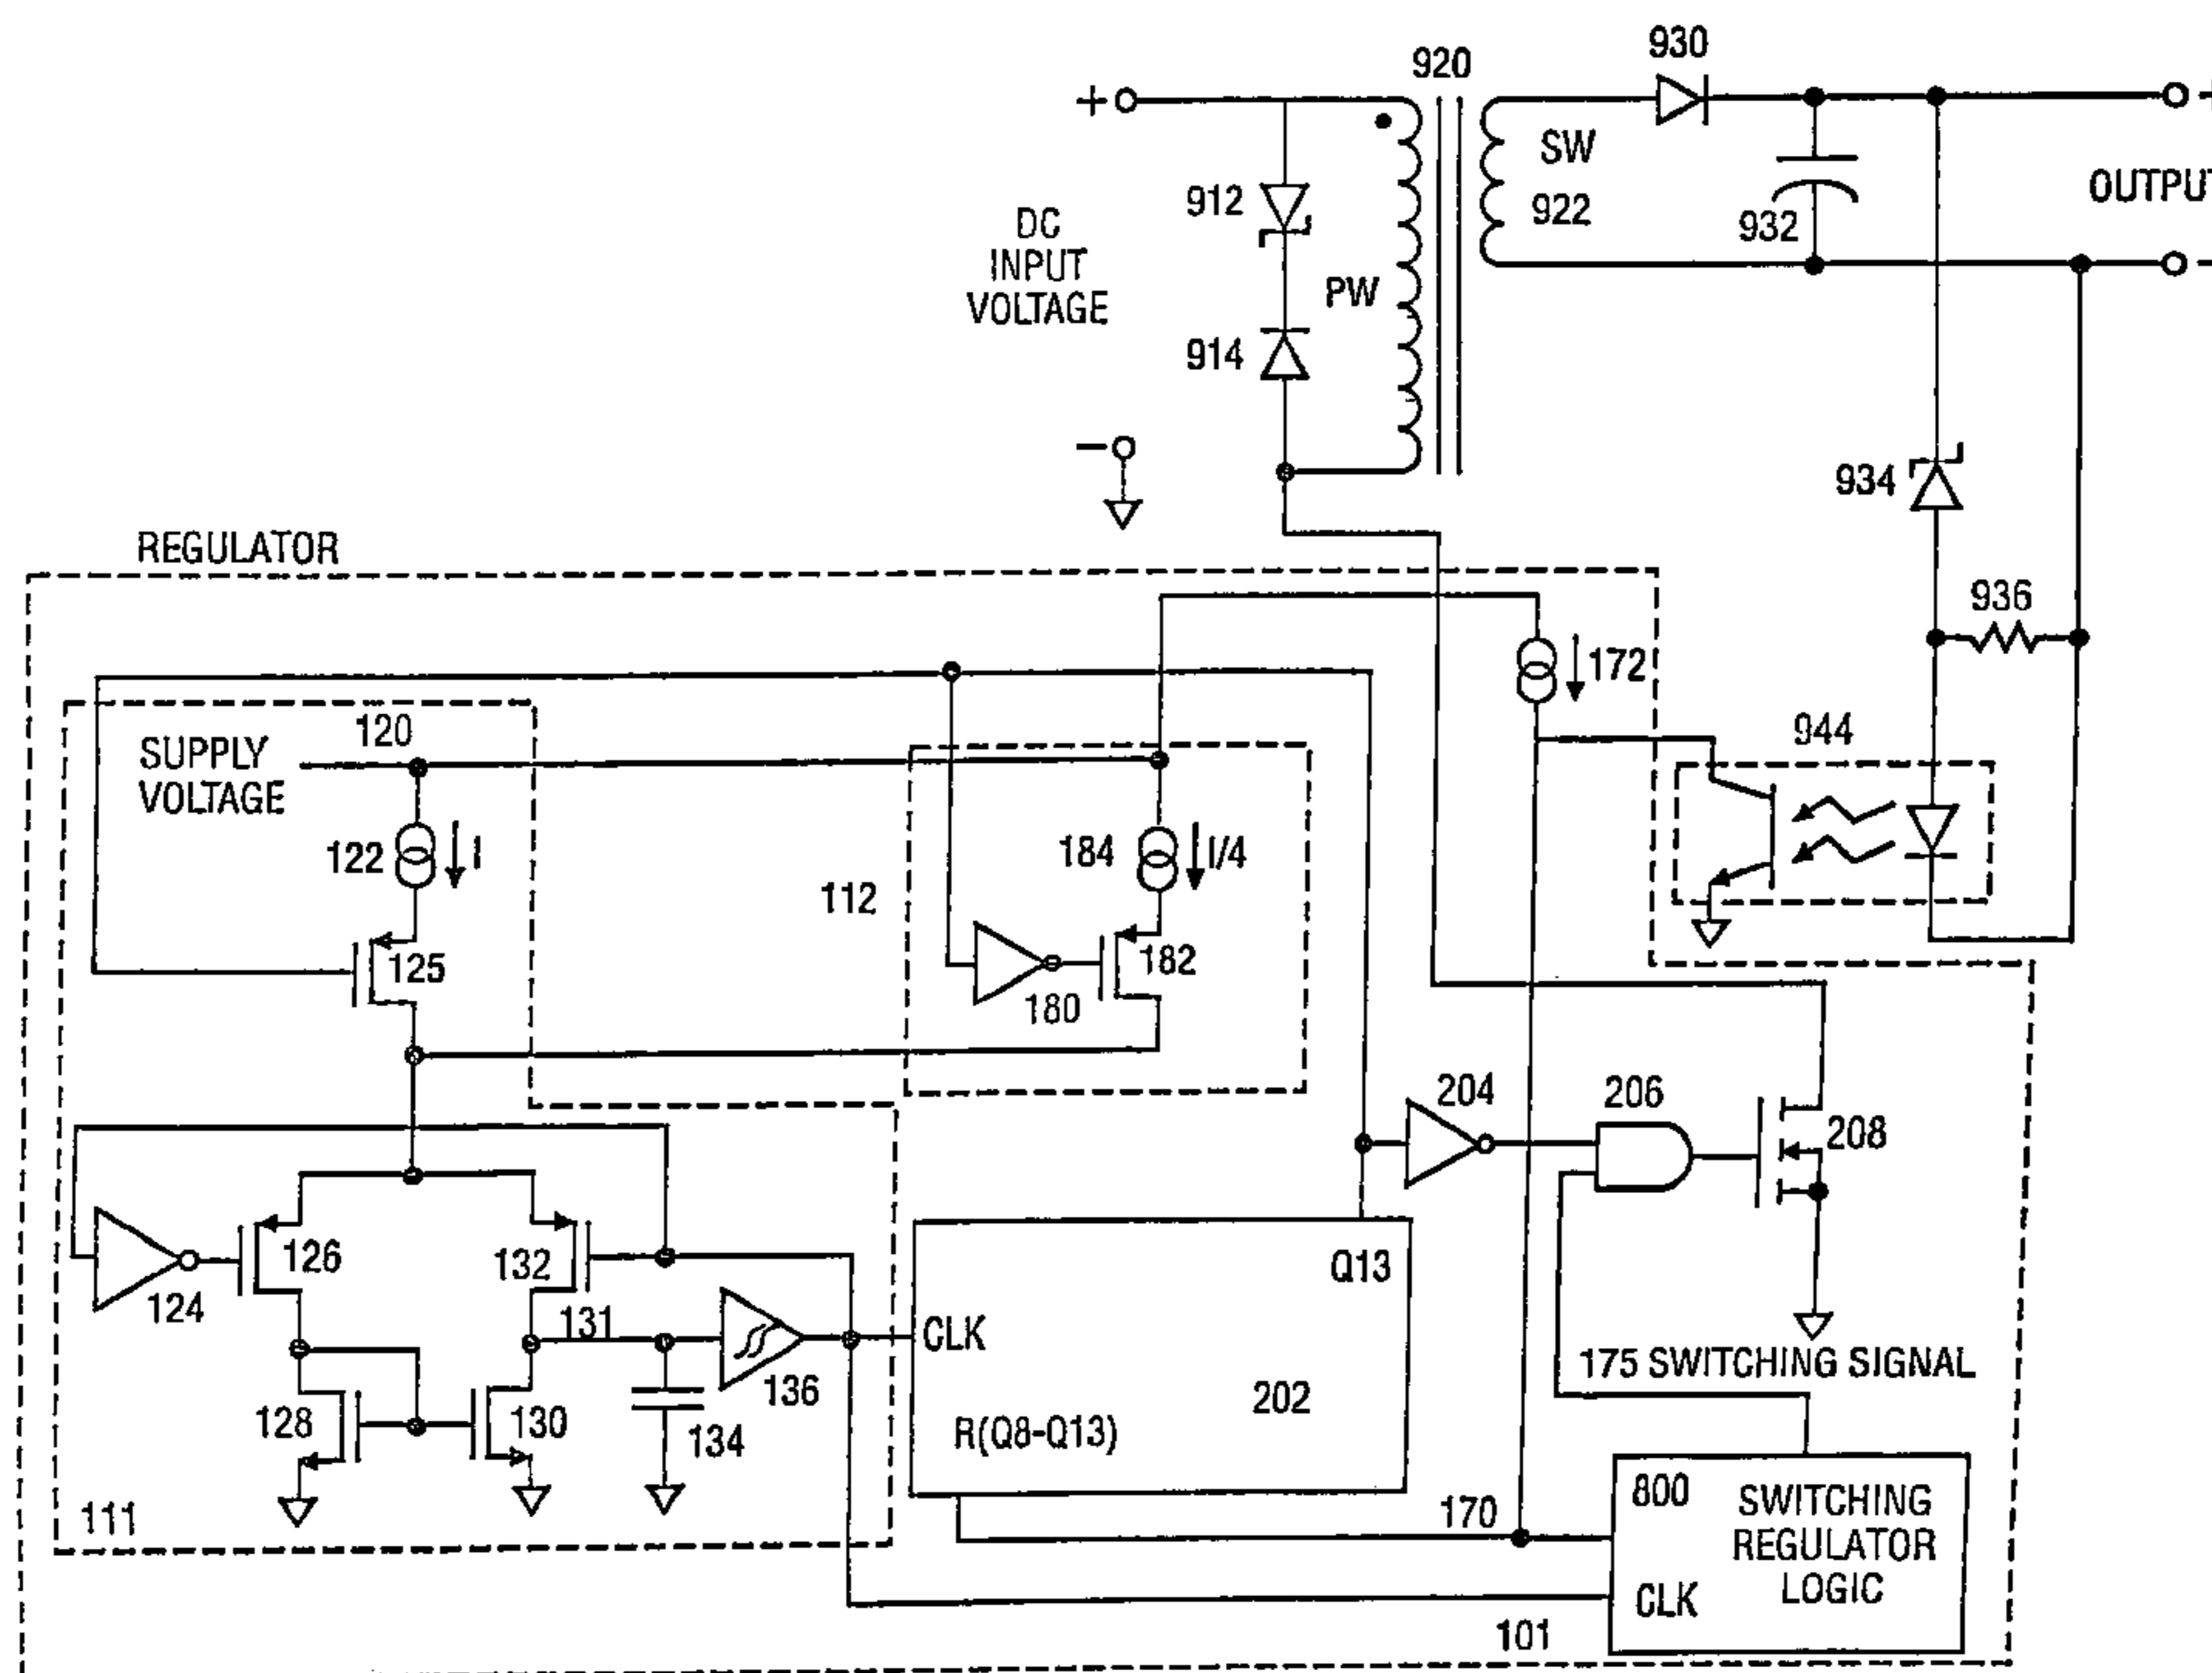 920
930
+
SW
922
932
+
OUTPUT
-
912
DC
INPUT
VOLTAGE
PW
914
-
934
REGULATOR
936
172
120
SUPPLY
VOLTAGE
944
122
I
184
I/4
112
125
182
180
204
206
208
126
132
124
131
Q13
CLK
136
175 SWITCHING SIGNAL
128
130
134
202
R(Q8-Q13)
111
170
800
SWITCHING
REGULATOR
LOGIC
CLK
101